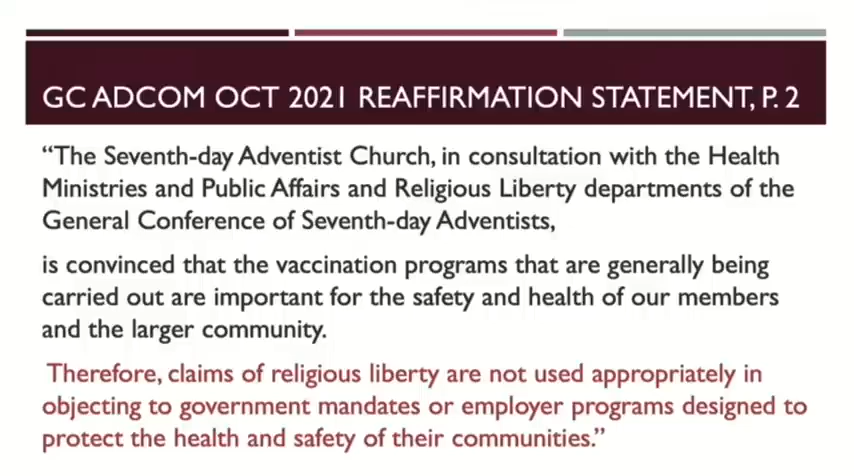 GC ADCOM OCT 2021 REAFFIRMATION STATEMENT, P. 2
“The Seventh-day Adventist Church, in consultation with the Health
Ministries and Public Affairs and Religious Liberty departments of the
General Conference of Seventh-day Adventists,
is convinced that the vaccination programs that are generally being
carried out are important for the safety and health of our members
and the larger community.
Therefore, claims of religious liberty are not used appropriately in
objecting to government mandates or employer programs designed to
protect the health and safety of their communities.”